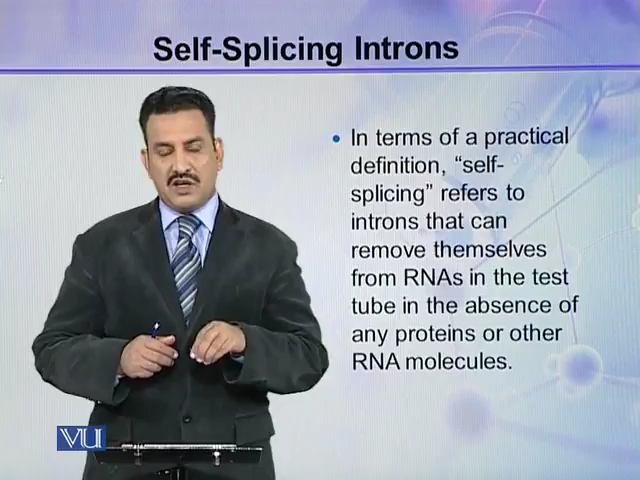 Self-Splicing Introns
• In terms of a practical
definition, “self-
splicing” refers to
introns that can
remove themselves
from RNAs in the test
tube in the absence of
any proteins or other
RNA molecules.
VU